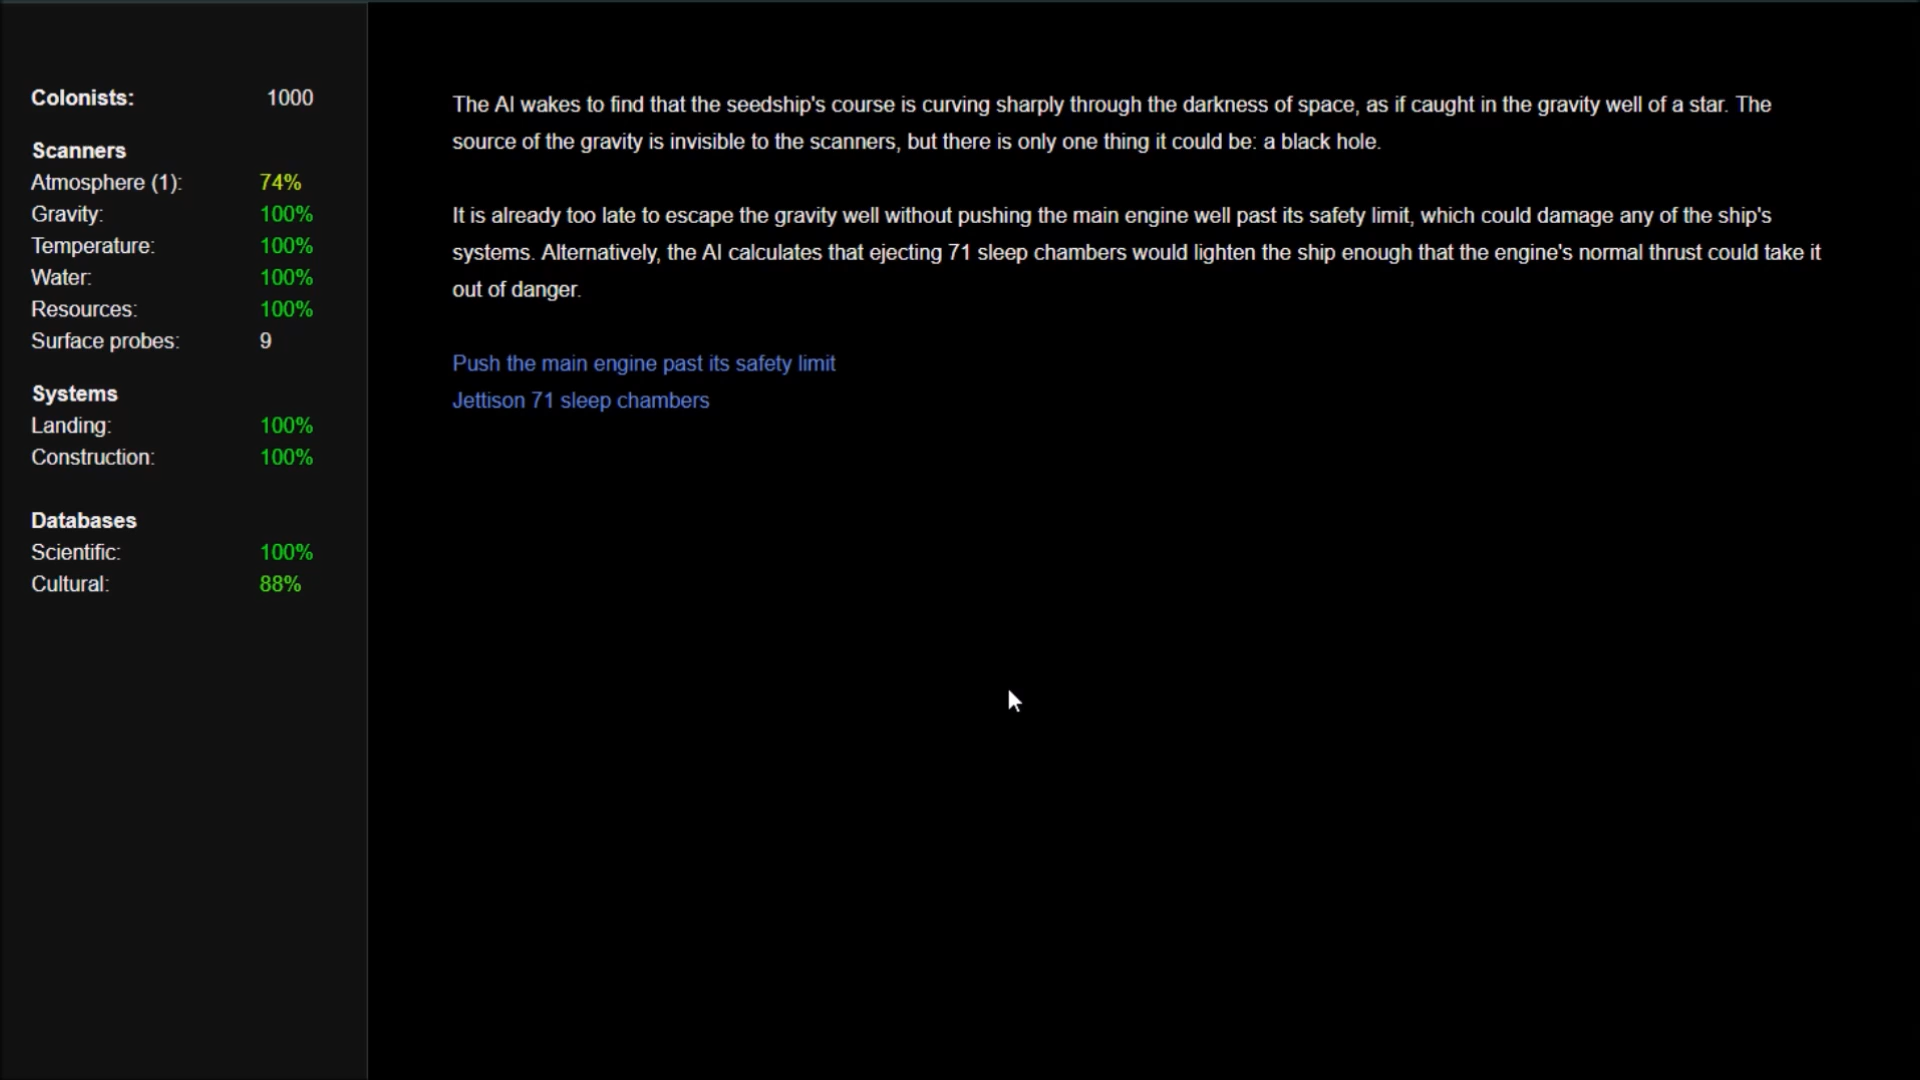 Colonists: 1000
Scanners
Atmosphere (1): 74%
Gravity: 100%
Temperature: 100%
Water: 100%
Resources: 100%
Surface probes: 9
Systems
Landing: 100%
Construction: 100%
Databases
Scientific: 100%
Cultural: 88%
The AI wakes to find that the seedship's course is curving sharply through the darkness of space, as if caught in the gravity well of a star. The
source of the gravity is invisible to the scanners, but there is only one thing it could be: a black hole.
It is already too late to escape the gravity well without pushing the main engine well past its safety limit, which could damage any of the ship's
systems. Alternatively, the AI calculates that ejecting 71 sleep chambers would lighten the ship enough that the engine's normal thrust could take it
out of danger.
Push the main engine past its safety limit
Jettison 71 sleep chambers